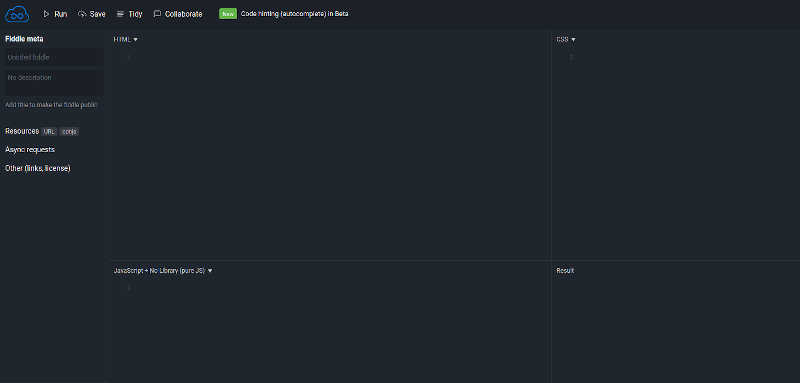 Run Save Tidy Collaborate New Code hinting (autocomplete) in Beta
Fiddle meta
Untitled fiddle
No description
Add title to make the fiddle public.
Resources URL cdnjs
Async requests
Other (links, license)
HTML
1
CSS
1
JavaScript + No-Library (pure JS)
1
Result